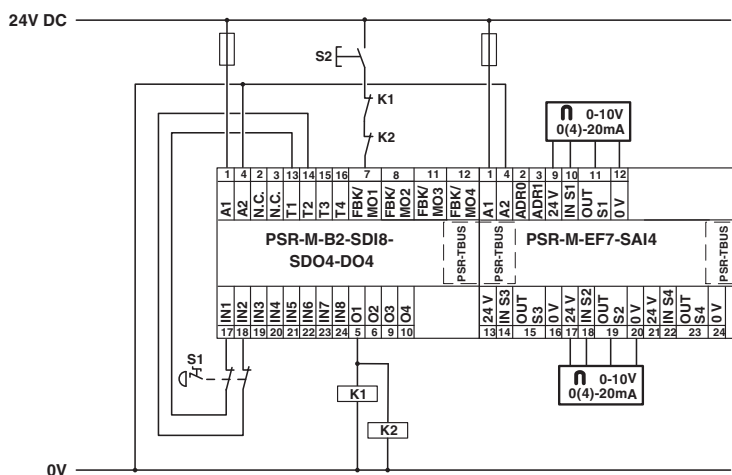 24V DC
S2
K1
K2
0-10V
0(4)-20mA
1 4 2 3 13 14 15 16 7 8 11 12 1 4 2 3 9 10 11 12
A1 A2 N.C. N.C. T1 T2 T3 T4 FBK/MO1 FBK/MO2 FBK/MO3 FBK/MO4 A1 A2 ADR0 ADR1 24 V IN S1 OUT S1 0 V
PSR-M-B2-SDI8-
SDO4-DO4
PSR-TBUS
PSR-TBUS
PSR-M-EF7-SAI4
PSR-TBUS
IN1 IN2 IN3 IN4 IN5 IN6 IN7 IN8 O1 O2 O3 O4 24 V IN S3 OUT S3 0 V 24 V IN S2 OUT S2 0 V 24 V IN S4 OUT S4 0 V
17 18 19 20 21 22 23 24 5 6 9 10 13 14 15 16 17 18 19 20 21 22 23 24
S1
K1
K2
0-10V
0(4)-20mA
0V